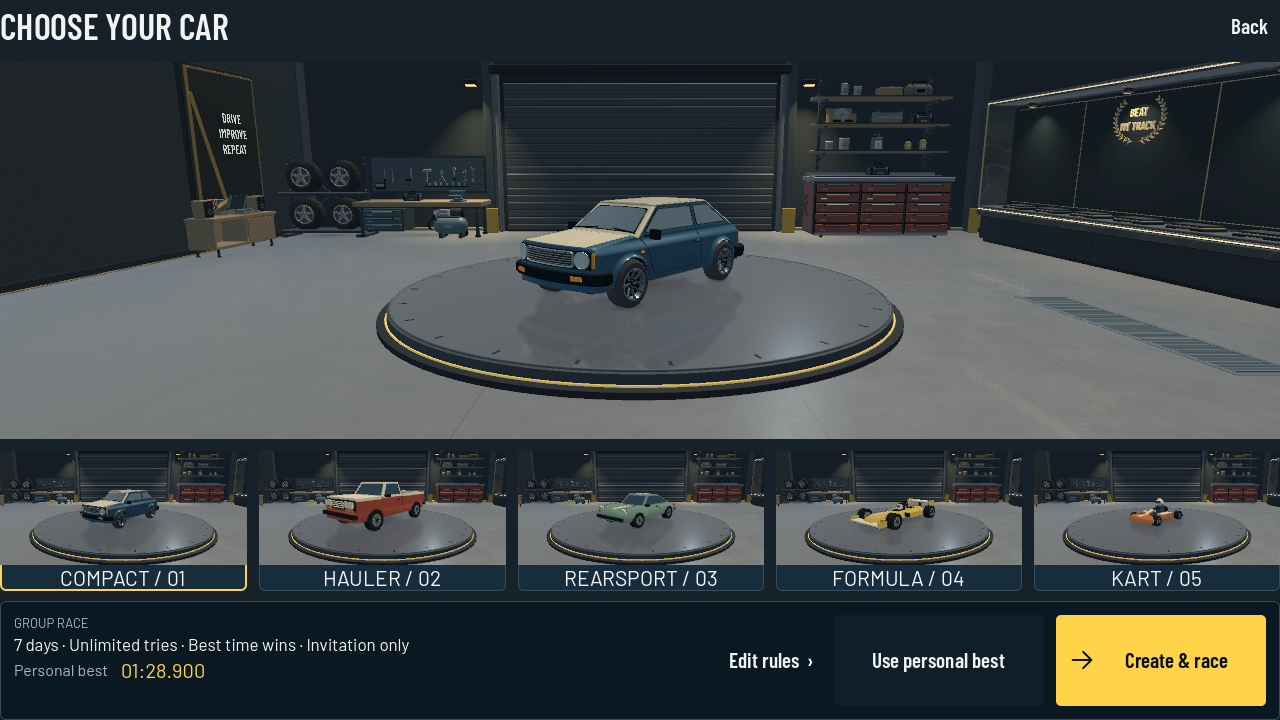 CHOOSE YOUR CAR
Back
DRIVE
IMPROVE
REPEAT
BEAT
MY TRACK
COMPACT / 01
HAULER / 02
REARSPORT / 03
FORMULA / 04
KART / 05
GROUP RACE
7 days · Unlimited tries · Best time wins · Invitation only
Personal best 01:28.900
Edit rules ›
Use personal best
Create & race